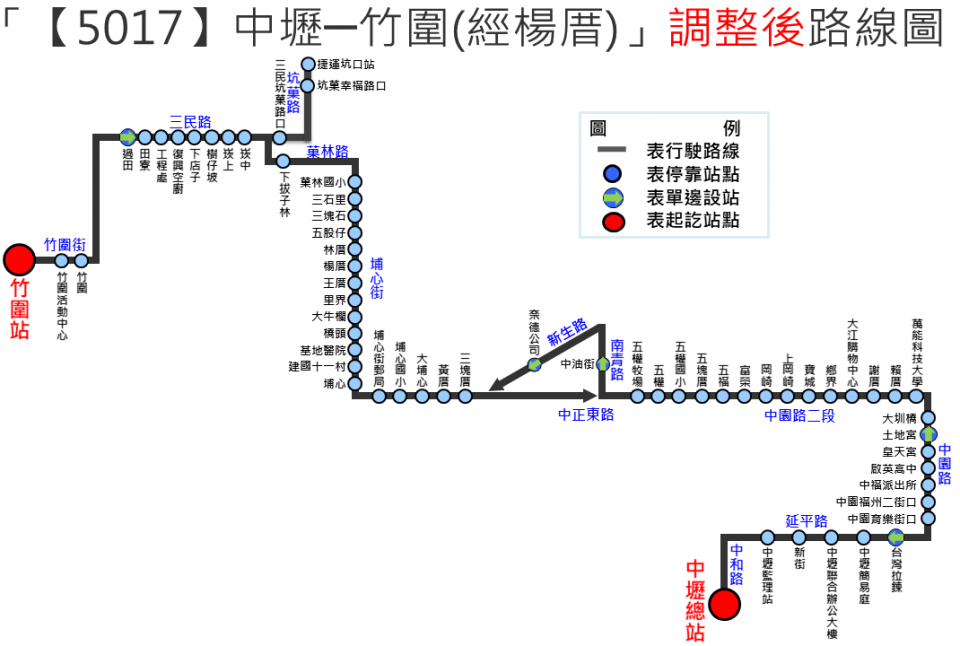 「【5017】中壢─竹圍(經楊厝)」調整後路線圖
圖 例
表行駛路線
表停靠站點
表單邊設站
表起訖站點
捷運坑口站
坑菓幸福路口
坑菓路
三民坑菓路口
三民路
過田
田寮
工程處
復興空廚
下店子
樹仔坡
崁上
崁中
菓林路
下拔子林
竹圍街
竹圍站
竹圍活動中心
竹圍
菓林國小
三石里
三塊石
五股仔
林厝
楊厝
王厝
里界
大牛欄
橋頭
基地醫院
建國十一村
埔心
埔心街
埔心街郵局
埔心國小
大埔心
黃厝
三塊厝
奈德公司
新生路
中油街
南青路
中正東路
五權牧場
五權
五權國小
五塊厝
五福
富榮
岡崎
上岡崎
寶城
鄉界
大江購物中心
謝厝
賴厝
萬能科技大學
中園路二段
大圳橋
土地宮
皇天宮
啟英高中
中福派出所
中園福州二街口
中園育樂街口
中園路
延平路
中壢監理站
新街
中壢聯合辦公大樓
中壢簡易庭
台灣拉鍊
中和路
中壢總站